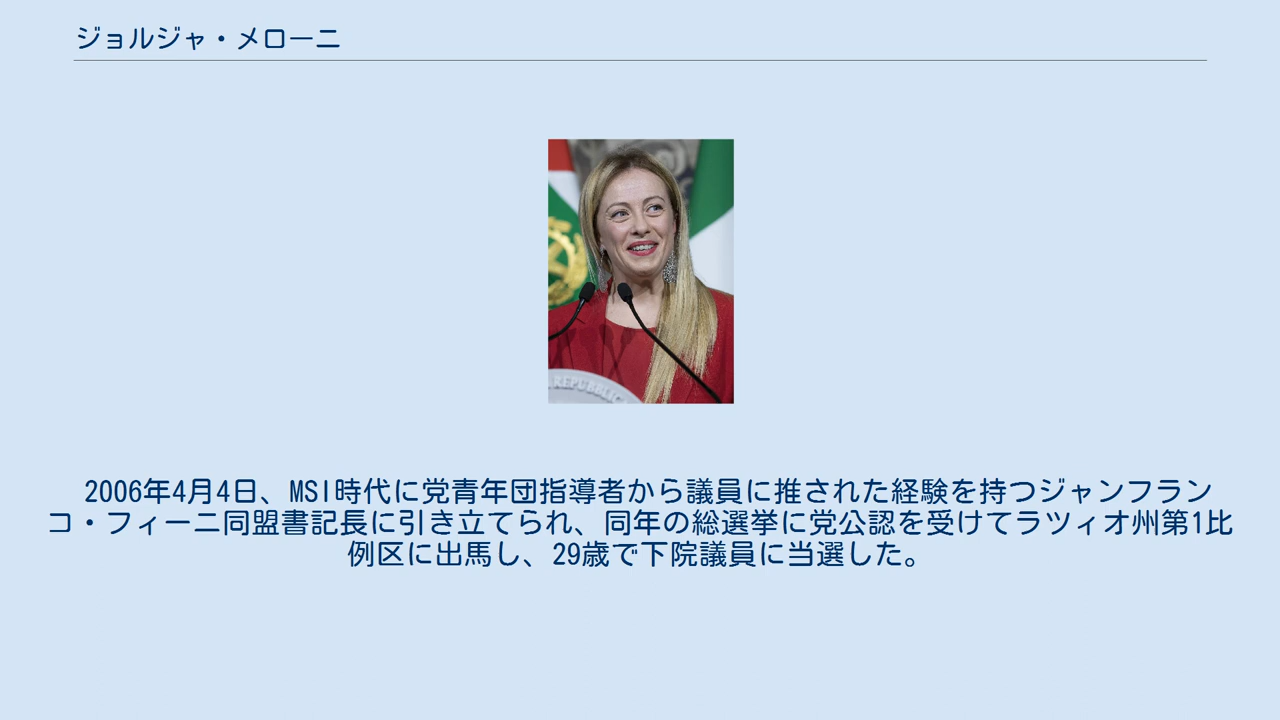 ジョルジャ・メローニ
REPUBBLICA
2006年4月4日、MSI時代に党青年団指導者から議員に推された経験を持つジャンフラン
コ・フィーニ同盟書記長に引き立てられ、同年の総選挙に党公認を受けてラツィオ州第1比
例区に出馬し、29歳で下院議員に当選した。